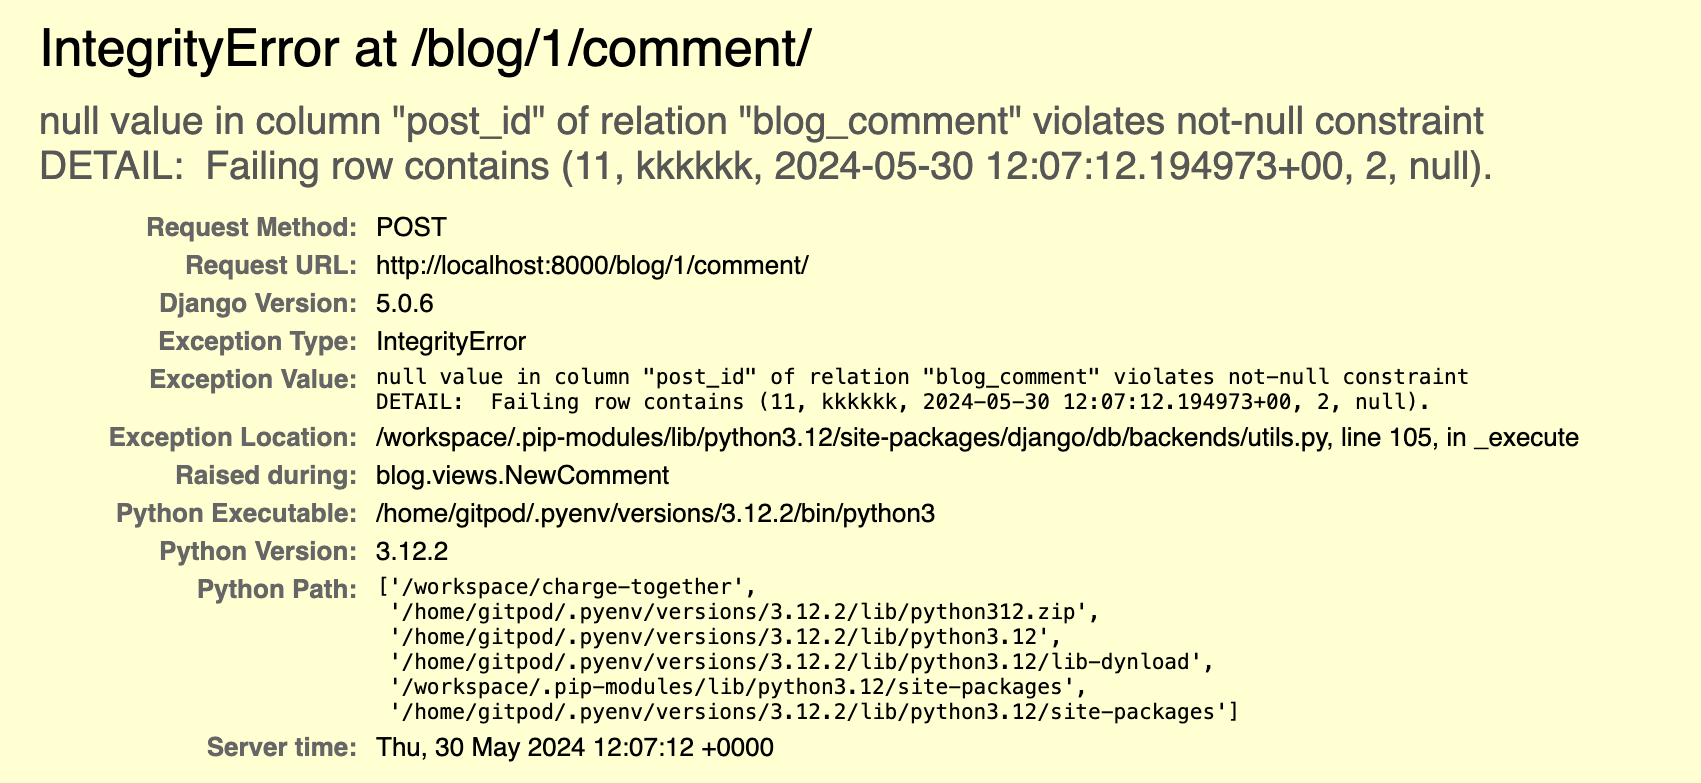 IntegrityError at /blog/1/comment/
null value in column "post_id" of relation "blog_comment" violates not-null constraint
DETAIL:  Failing row contains (11, kkkkkk, 2024-05-30 12:07:12.194973+00, 2, null).
Request Method: POST
Request URL: http://localhost:8000/blog/1/comment/
Django Version: 5.0.6
Exception Type: IntegrityError
Exception Value: null value in column "post_id" of relation "blog_comment" violates not-null constraint
DETAIL:  Failing row contains (11, kkkkkk, 2024-05-30 12:07:12.194973+00, 2, null).
Exception Location: /workspace/.pip-modules/lib/python3.12/site-packages/django/db/backends/utils.py, line 105, in _execute
Raised during: blog.views.NewComment
Python Executable: /home/gitpod/.pyenv/versions/3.12.2/bin/python3
Python Version: 3.12.2
Python Path: ['/workspace/charge-together',
'/home/gitpod/.pyenv/versions/3.12.2/lib/python312.zip',
'/home/gitpod/.pyenv/versions/3.12.2/lib/python3.12',
'/home/gitpod/.pyenv/versions/3.12.2/lib/python3.12/lib-dynload',
'/workspace/.pip-modules/lib/python3.12/site-packages',
'/home/gitpod/.pyenv/versions/3.12.2/lib/python3.12/site-packages']
Server time: Thu, 30 May 2024 12:07:12 +0000